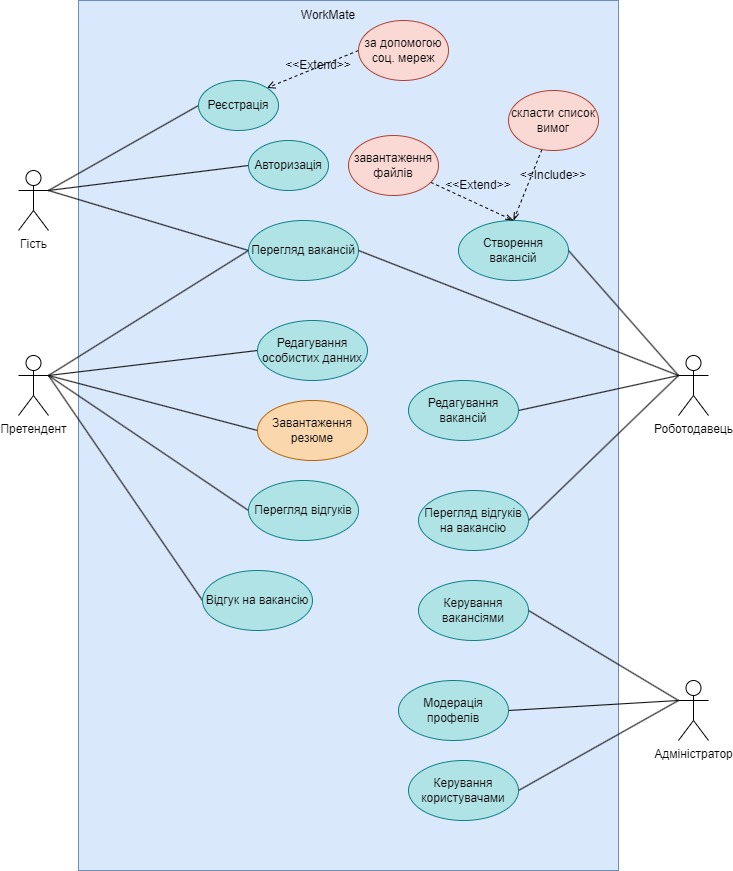 WorkMate
за допомогою
соц. мереж
<<Extend>>
Реєстрація
скласти список
вимог
Авторизація
завантаження
файлів
<<Extend>>
<<Include>>
Гість
Перегляд вакансій
Створення
вакансій
Редагування
особистих данних
Претендент
Завантаження
резюме
Редагування
вакансій
Роботодавець
Перегляд відгуків
Перегляд відгуків
на вакансію
Відгук на вакансію
Керування
вакансіями
Модерація
профелів
Адміністратор
Керування
користувачами